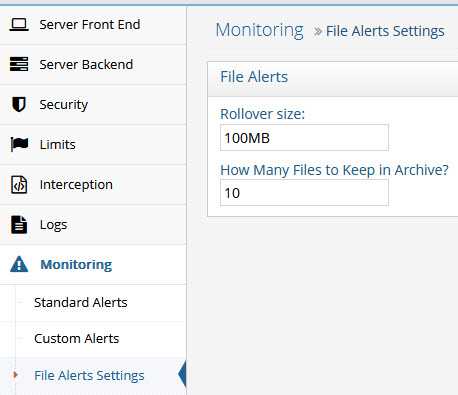 Server Front End
Server Backend
Security
Limits
Interception
Logs
Monitoring
Standard Alerts
Custom Alerts
File Alerts Settings
Monitoring » File Alerts Settings
File Alerts
Rollover size:
100MB
How Many Files to Keep in Archive?
10